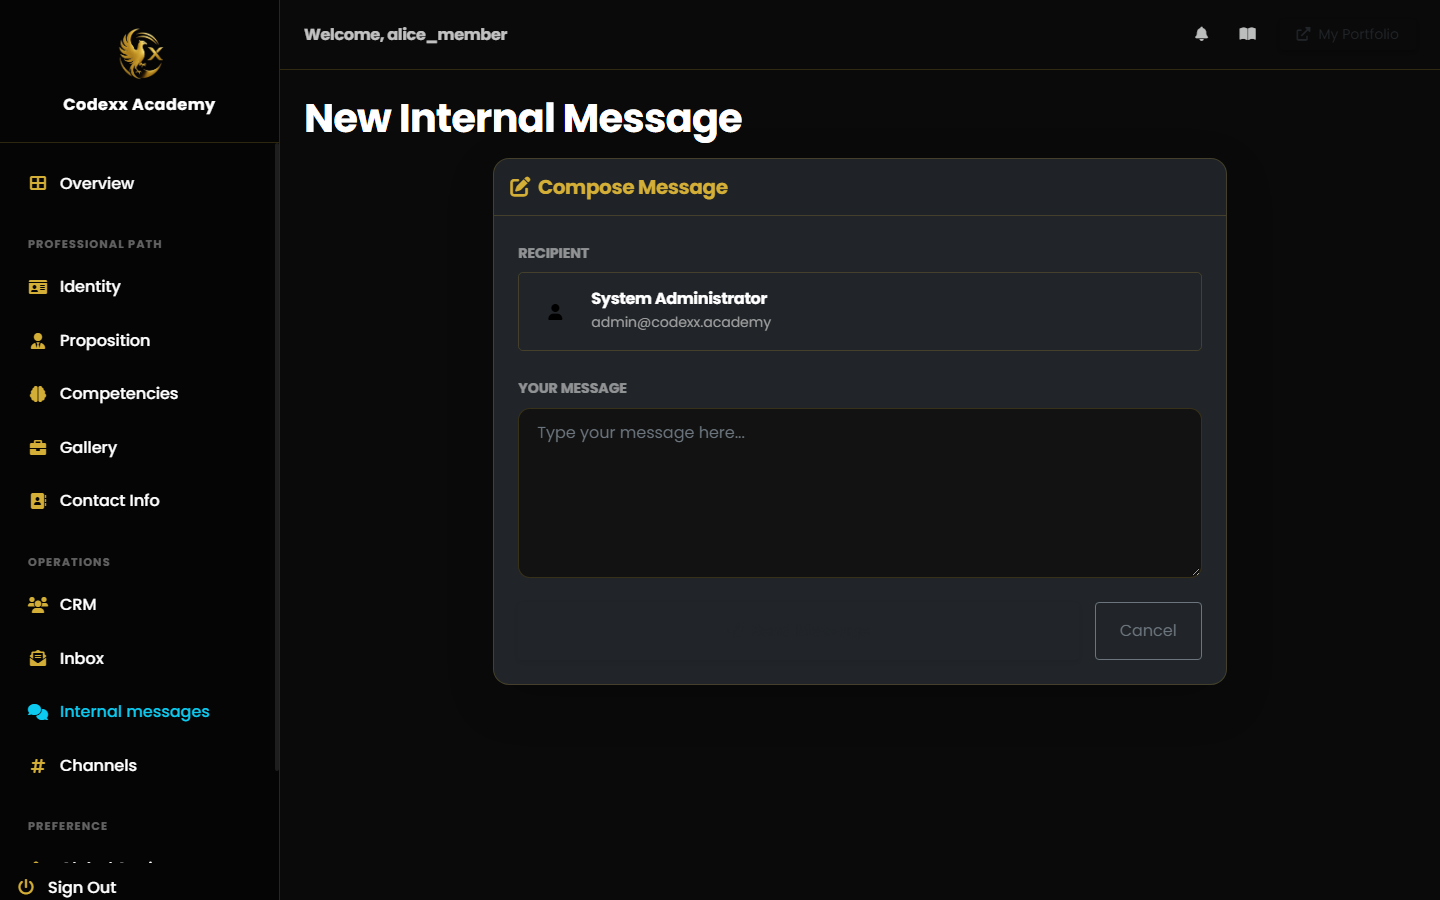 Codexx Academy
Overview
PROFESSIONAL PATH
Identity
Proposition
Competencies
Gallery
Contact Info
OPERATIONS
CRM
Inbox
Internal messages
Channels
PREFERENCE
Sign Out
Welcome, alice_member
My Portfolio
New Internal Message
Compose Message
RECIPIENT
System Administrator
admin@codexx.academy
YOUR MESSAGE
Type your message here...
Cancel